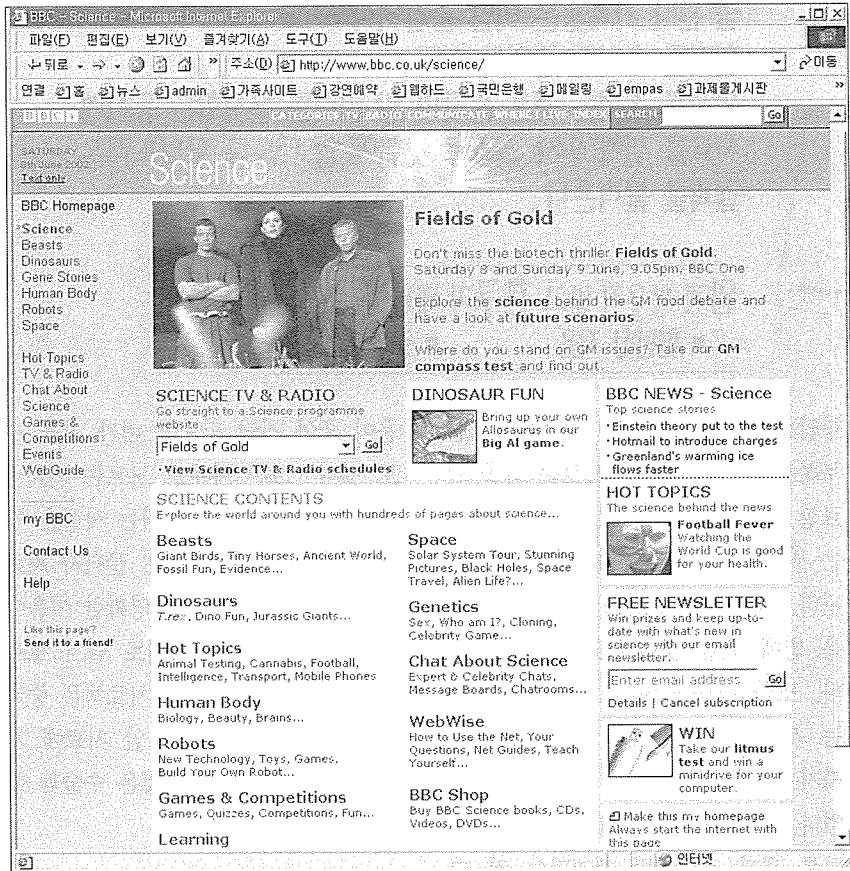 BBC - Science - Microsoft Internet Explorer
파일(F) 편집(E) 보기(V) 즐겨찾기(A) 도구(T) 도움말(H)
뒤로 » 주소(D) http://www.bbc.co.uk/science/ 이동
연결 홈 뉴스 admin 가족사이트 강연예약 웹하드 국민은행 메일링 empas 과제물게시판 »
BBC CATEGORIES TV RADIO COMMUNICATE WHERE I LIVE INDEX SEARCH Go
SATURDAY
8th June 2002
Text only
Science
BBC Homepage
Science
Beasts
Dinosaurs
Gene Stories
Human Body
Robots
Space
Hot Topics
TV & Radio
Chat About
Science
Games &
Competitions
Events
WebGuide
my BBC
Contact Us
Help
Like this page?
Send it to a friend!
Fields of Gold
Don't miss the biotech thriller Fields of Gold,
Saturday 8 and Sunday 9 June, 9.05pm, BBC One
Explore the science behind the GM food debate and
have a look at future scenarios
Where do you stand on GM issues? Take our GM
compass test and find out.
SCIENCE TV & RADIO
Go straight to a Science programme
website
Fields of Gold Go
·View Science TV & Radio schedules
DINOSAUR FUN
Bring up your own
Allosaurus in our
Big Al game.
BBC NEWS - Science
Top science stories
·Einstein theory put to the test
·Hotmail to introduce charges
·Greenland's warming ice
flows faster
HOT TOPICS
The science behind the news
Football Fever
Watching the
World Cup is good
for your health.
SCIENCE CONTENTS
Explore the world around you with hundreds of pages about science...
Beasts
Giant Birds, Tiny Horses, Ancient World,
Fossil Fun, Evidence...
Dinosaurs
T.rex, Dino Fun, Jurassic Giants...
Hot Topics
Animal Testing, Cannabis, Football,
Intelligence, Transport, Mobile Phones
Human Body
Biology, Beauty, Brains...
Robots
New Technology, Toys, Games,
Build Your Own Robot...
Games & Competitions
Games, Quizzes, Competitions, Fun...
Learning
Space
Solar System Tour, Stunning
Pictures, Black Holes, Space
Travel, Alien Life?...
Genetics
Sex, Who am I?, Cloning,
Celebrity Game...
Chat About Science
Expert & Celebrity Chats,
Message Boards, Chatrooms...
WebWise
How to Use the Net, Your
Questions, Net Guides, Teach
Yourself...
BBC Shop
Buy BBC Science books, CDs,
Videos, DVDs...
FREE NEWSLETTER
Win prizes and keep up-to-
date with what's new in
science with our email
newsletter.
Enter email address Go
Details | Cancel subscription
WIN
Take our litmus
test and win a
minidrive for your
computer.
Make this my homepage
Always start the internet with
this page
인터넷